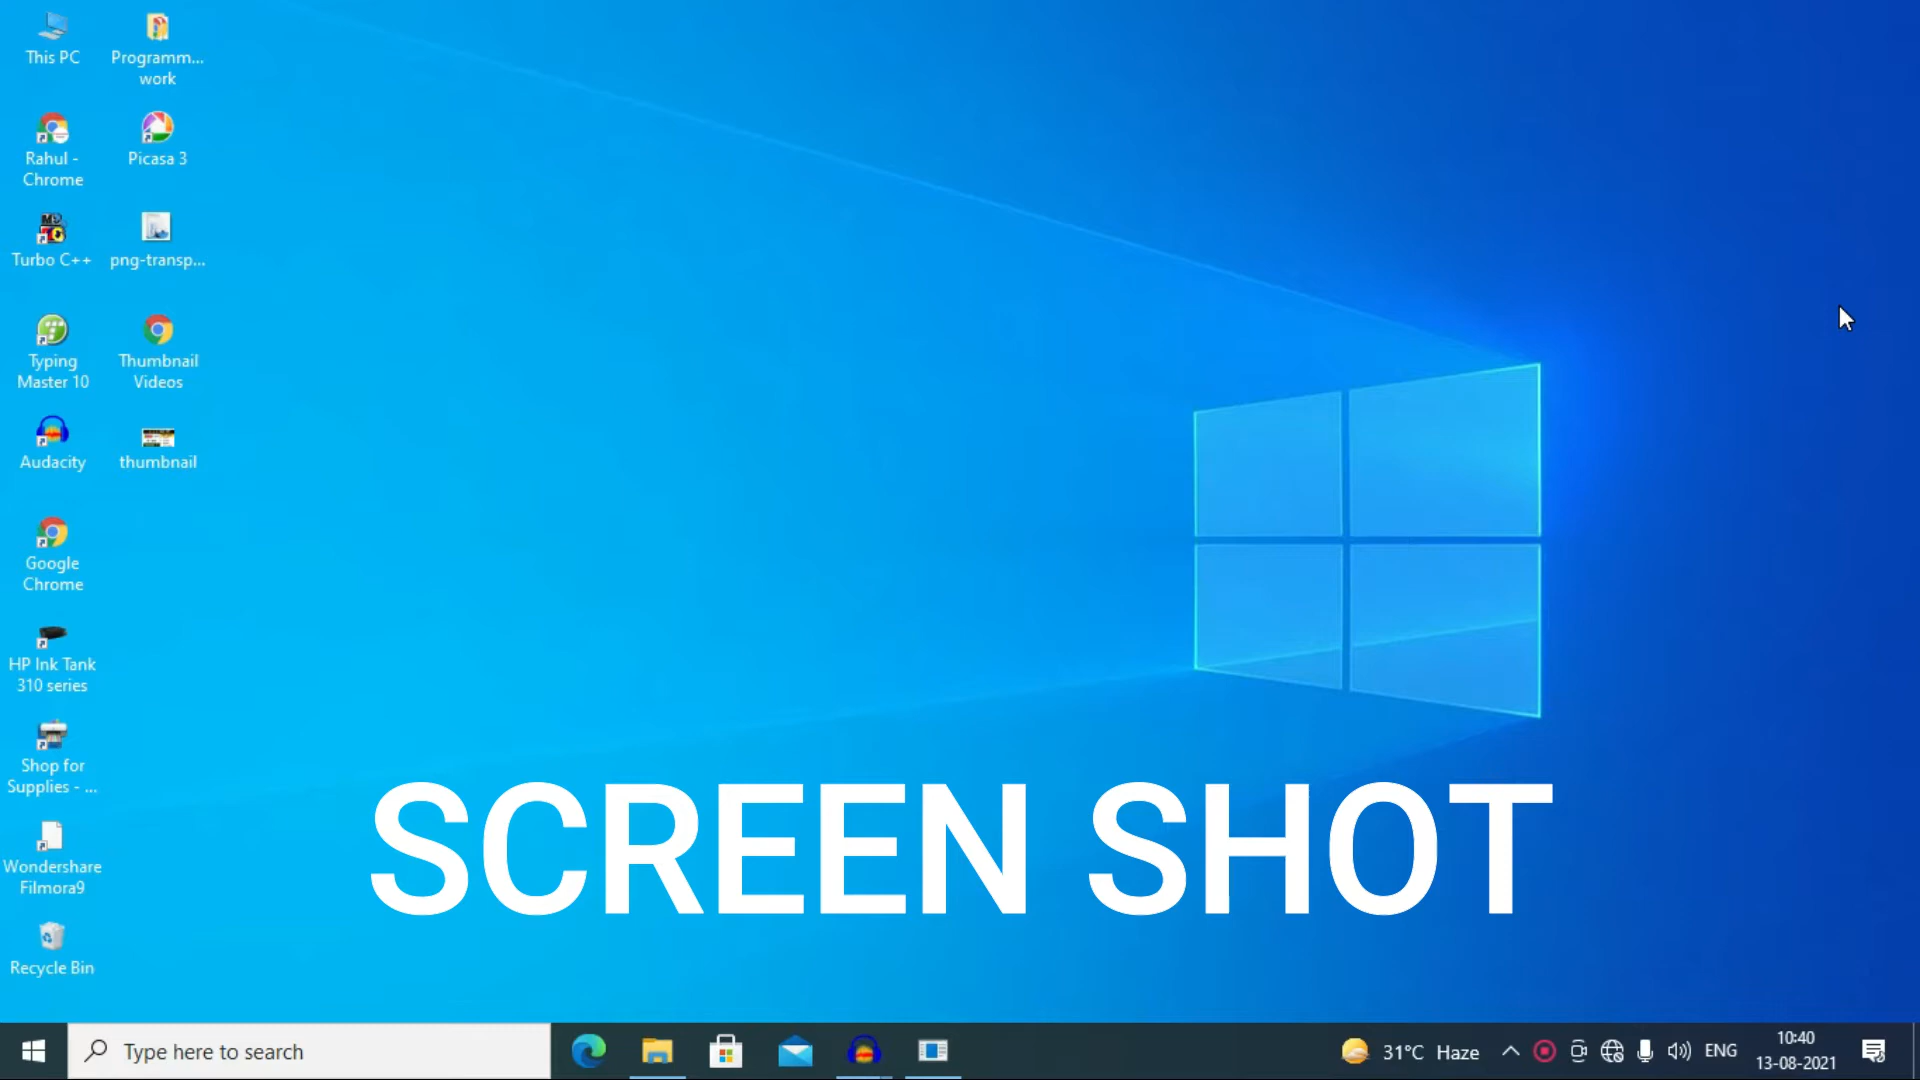 This PC
Programm...
work
Rahul -
Chrome
Picasa 3
Turbo C++
png-transp...
Typing
Master 10
Thumbnail
Videos
Audacity
thumbnail
Google
Chrome
HP Ink Tank
310 series
Shop for
Supplies - ...
Wondershare
Filmora9
Recycle Bin
SCREEN SHOT
Type here to search
31°C Haze
ENG
10:40
13-08-2021